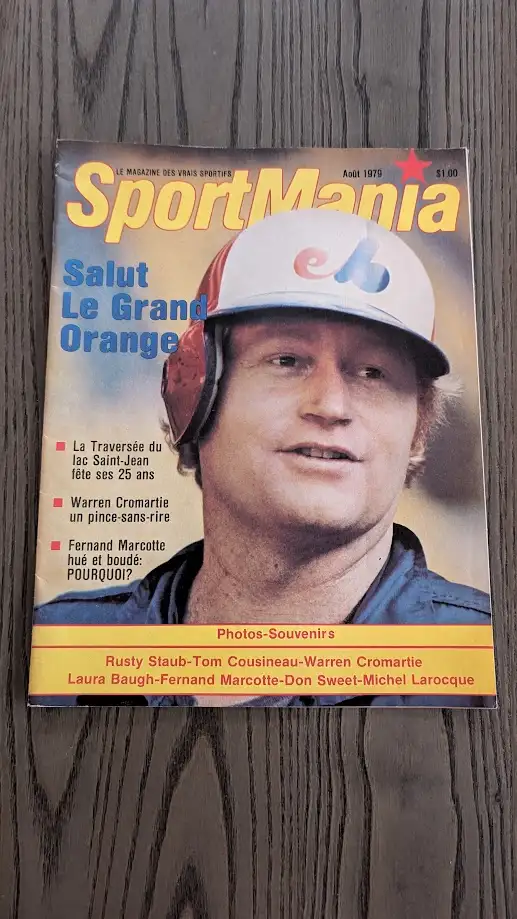 LE MAGAZINE DES VRAIS SPORTIFS
Août 1979
$1.00
SportMania
Salut
Le Grand
Orange
eb
La Traversée du
lac Saint-Jean
fête ses 25 ans
Warren Cromartie
un pince-sans-rire
Fernand Marcotte
hué et boudé:
POURQUOI?
Photos-Souvenirs
Rusty Staub-Tom Cousineau-Warren Cromartie
Laura Baugh-Fernand Marcotte-Don Sweet-Michel Larocque